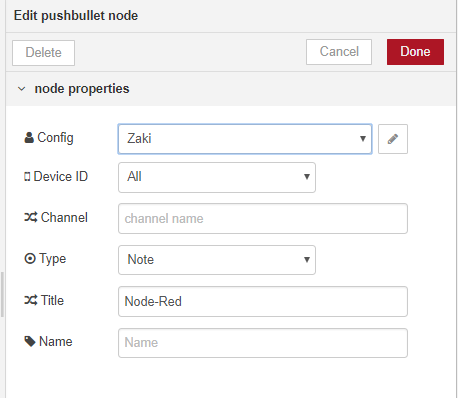 Edit pushbullet node
Delete Cancel Done
node properties
Config Zaki
Device ID All
Channel channel name
Type Note
Title Node-Red
Name Name